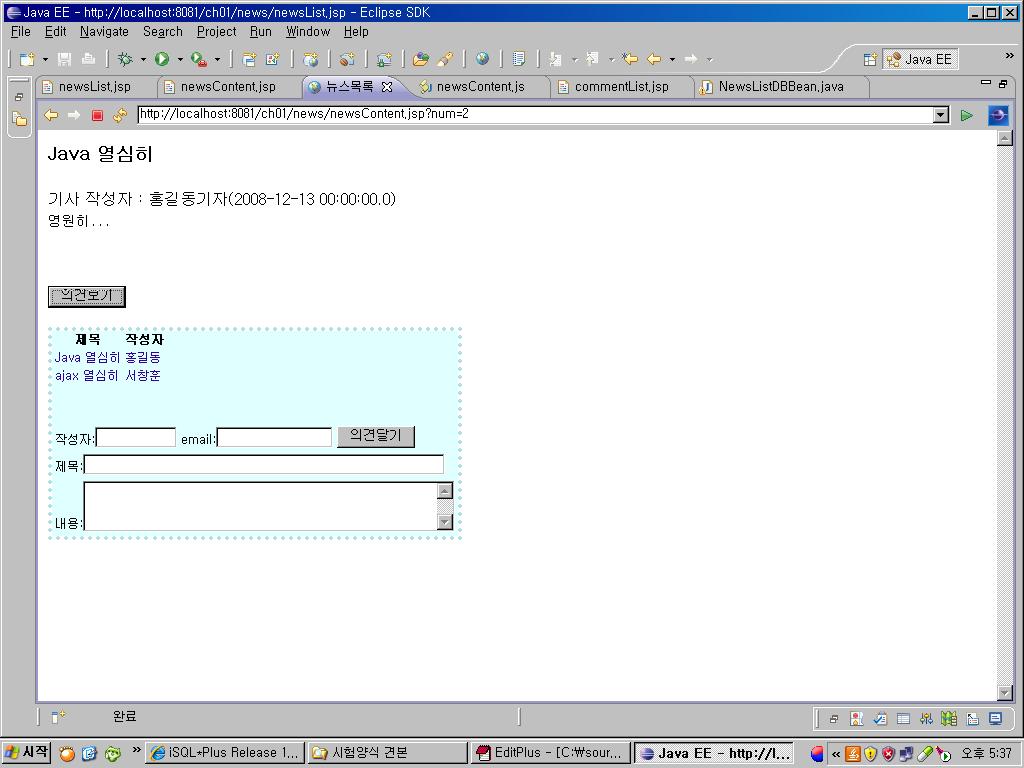 Java EE - http://localhost:8081/ch01/news/newsList.jsp - Eclipse SDK
File Edit Navigate Search Project Run Window Help
Java EE
newsList.jsp newsContent.jsp 뉴스목록 newsContent.js commentList.jsp NewsListDBBean.java
http://localhost:8081/ch01/news/newsContent.jsp?num=2
Java 열심히
기사 작성자 : 홍길동기자(2008-12-13 00:00:00.0)
영원히...
의견보기
제목 작성자
Java 열심히 홍길동
ajax 열심히 서창훈
작성자: email: 의견달기
제목:
내용:
완료
시작 iSQL*Plus Release 1... 시험양식 견본 EditPlus - [C:₩sour... Java EE - http://l... 오후 5:37